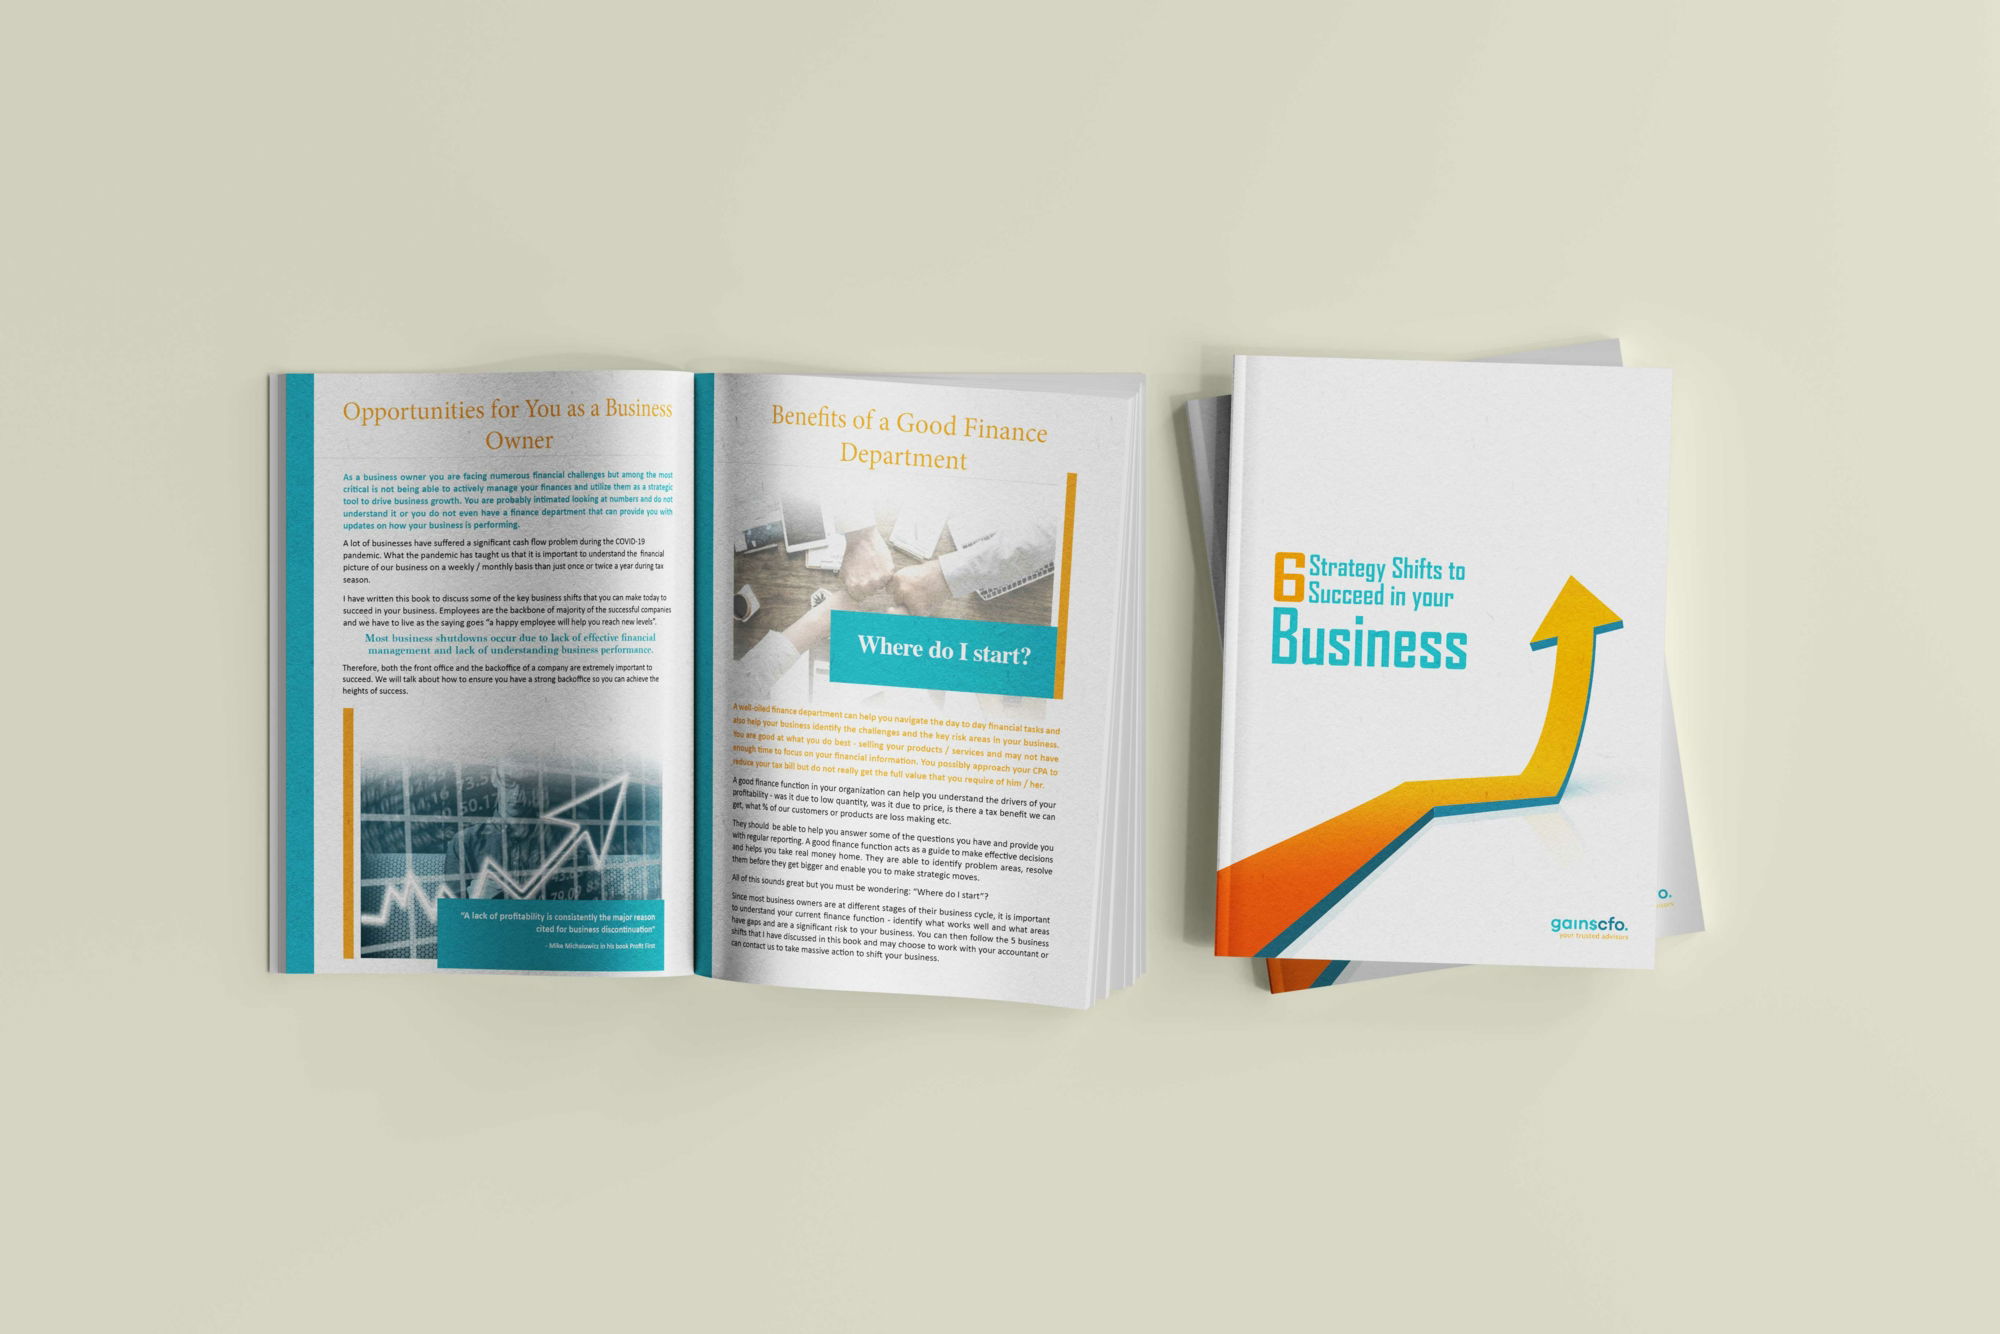 Opportunities for You as a Business
Owner
As a business owner you are facing numerous financial challenges but among the most
critical is not being able to actively manage your finances and utilize them as a strategic
tool to drive business growth. You are probably intimated looking at numbers and do not
understand it or you do not even have a finance department that can provide you with
updates on how your business is performing.
A lot of businesses have suffered a significant cash flow problem during the COVID-19
pandemic. What the pandemic has taught us that it is important to understand the financial
picture of our business on a weekly / monthly basis than just once or twice a year during tax
season.
I have written this book to discuss some of the key business shifts that you can make today to
succeed in your business. Employees are the backbone of majority of the successful companies
and we have to live as the saying goes “a happy employee will help you reach new levels”.
Most business shutdowns occur due to lack of effective financial
management and lack of understanding business performance.
Therefore, both the front office and the backoffice of a company are extremely important to
succeed. We will talk about how to ensure you have a strong backoffice so you can achieve the
heights of success.
50.17
79.09
“A lack of profitability is consistently the major reason
cited for business discontinuation”
- Mike Michalowicz in his book Profit First
Benefits of a Good Finance
Department
Where do I start?
A well-oiled finance department can help you navigate the day to day financial tasks and
also help your business identify the challenges and the key risk areas in your business.
You are good at what you do best - selling your products / services and may not have
enough time to focus on your financial information. You possibly approach your CPA to
reduce your tax bill but do not really get the full value that you require of him / her.
A good finance function in your organization can help you understand the drivers of your
profitability - was it due to low quantity, was it due to price, is there a tax benefit we can
get, what % of our customers or products are loss making etc.
They should be able to help you answer some of the questions you have and provide you
with regular reporting. A good finance function acts as a guide to make effective decisions
and helps you take real money home. They are able to identify problem areas, resolve
them before they get bigger and enable you to make strategic moves.
All of this sounds great but you must be wondering: “Where do I start”?
Since most business owners are at different stages of their business cycle, it is important
to understand your current finance function - identify what works well and what areas
have gaps and are a significant risk to your business. You can then follow the 5 business
shifts that I have discussed in this book and may choose to work with your accountant or
can contact us to take massive action to shift your business.
6 Strategy Shifts to
Succeed in your
Business
gainscfo.
your trusted advisors
o.